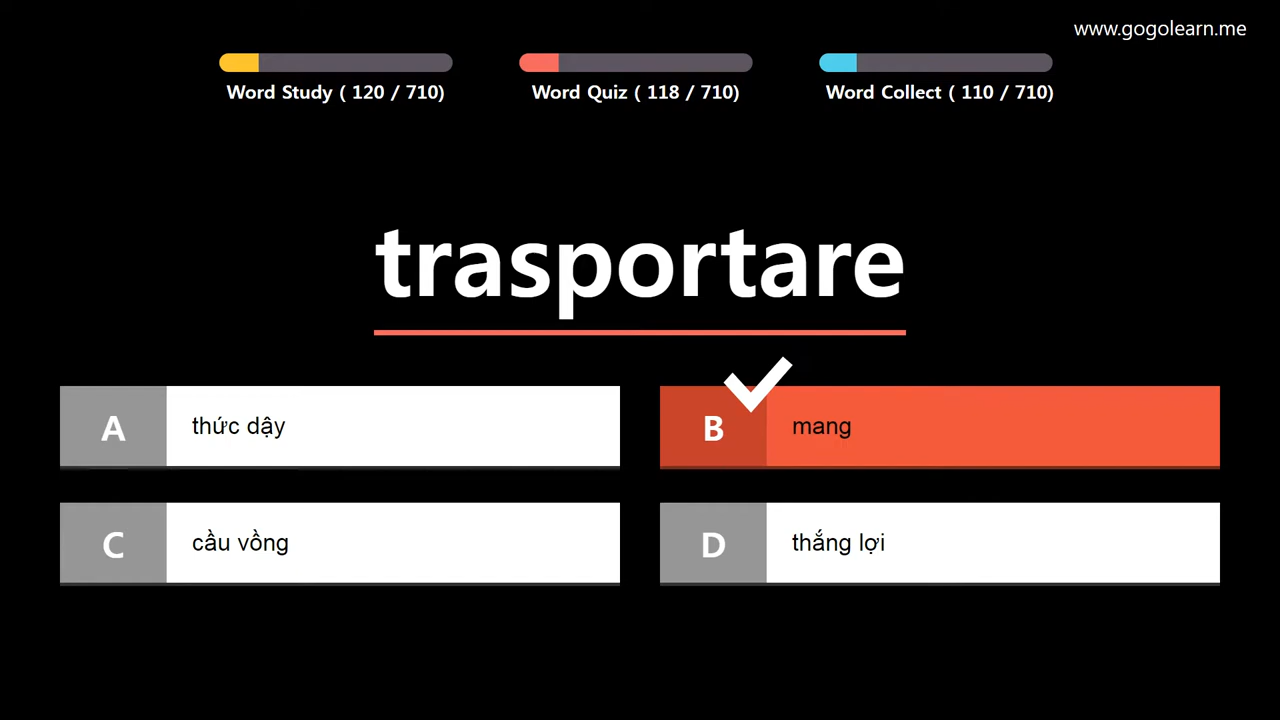 www.gogolearn.me
Word Study ( 120 / 710)
Word Quiz ( 118 / 710)
Word Collect ( 110 / 710)
trasportare
A thức dậy
B mang
C cầu vồng
D thắng lợi